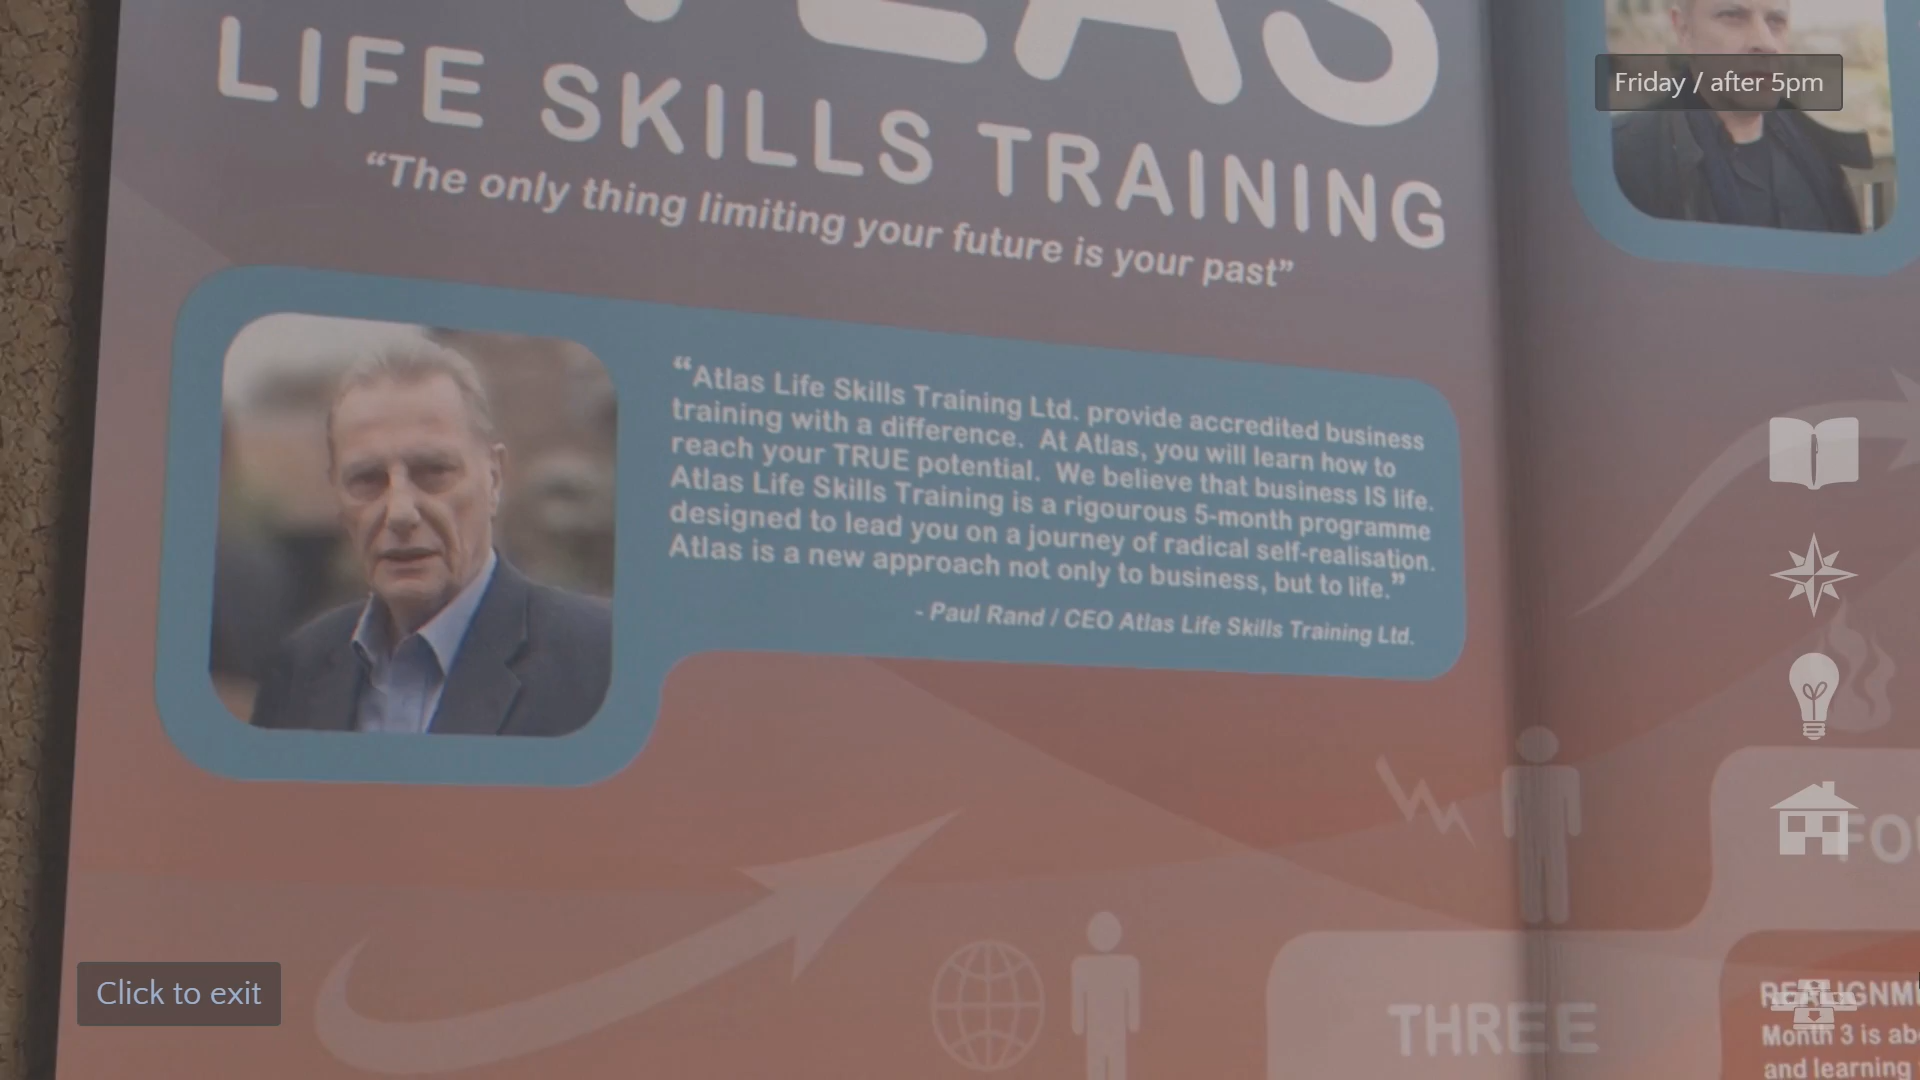 LAS
LIFE SKILLS TRAINING
“The only thing limiting your future is your past”
Friday / after 5pm
“Atlas Life Skills Training Ltd. provide accredited business
training with a difference. At Atlas, you will learn how to
reach your TRUE potential. We believe that business IS life.
Atlas Life Skills Training is a rigourous 5-month programme
designed to lead you on a journey of radical self-realisation.
Atlas is a new approach not only to business, but to life.”
- Paul Rand / CEO Atlas Life Skills Training Ltd.
FO
THREE
Month 3 is ab
and learning
Click to exit